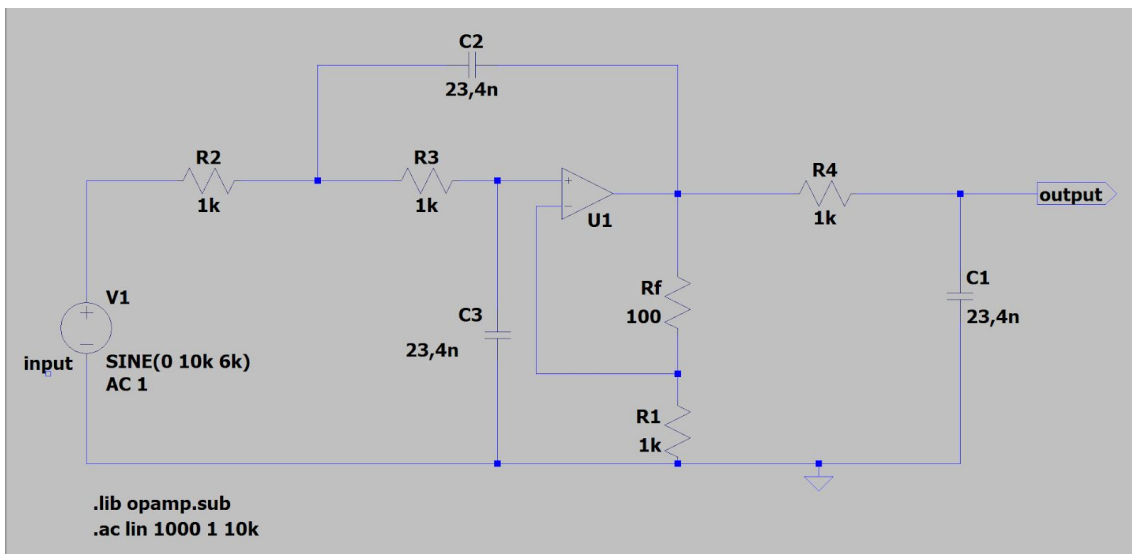 C2
23,4n
R2
1k
R3
1k
U1
R4
1k
output
V1
SINE(0 10k 6k)
AC 1
input
C3
23,4n
Rf
100
R1
1k
C1
23,4n
.lib opamp.sub
.ac lin 1000 1 10k